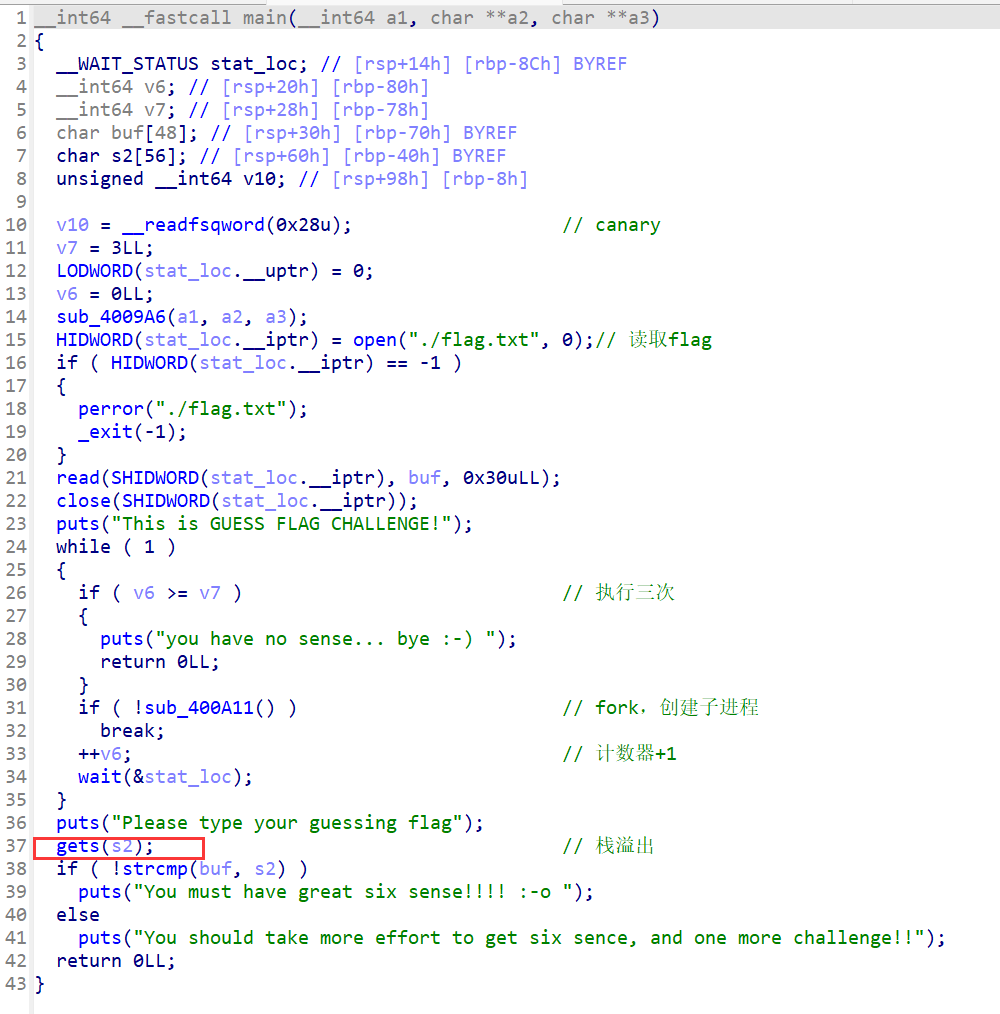 1 __int64 __fastcall main(__int64 a1, char **a2, char **a3)
2 {
3 __WAIT_STATUS stat_loc; // [rsp+14h] [rbp-8Ch] BYREF
4 __int64 v6; // [rsp+20h] [rbp-80h]
5 __int64 v7; // [rsp+28h] [rbp-78h]
6 char buf[48]; // [rsp+30h] [rbp-70h] BYREF
7 char s2[56]; // [rsp+60h] [rbp-40h] BYREF
8 unsigned __int64 v10; // [rsp+98h] [rbp-8h]
9
10 v10 = __readfsqword(0x28u); // canary
11 v7 = 3LL;
12 LODWORD(stat_loc.__uptr) = 0;
13 v6 = 0LL;
14 sub_4009A6(a1, a2, a3);
15 HIDWORD(stat_loc.__iptr) = open("./flag.txt", 0);// 读取flag
16 if ( HIDWORD(stat_loc.__iptr) == -1 )
17 {
18 perror("./flag.txt");
19 _exit(-1);
20 }
21 read(SHIDWORD(stat_loc.__iptr), buf, 0x30uLL);
22 close(SHIDWORD(stat_loc.__iptr));
23 puts("This is GUESS FLAG CHALLENGE!");
24 while ( 1 )
25 {
26 if ( v6 >= v7 ) // 执行三次
27 {
28 puts("you have no sense... bye :-) ");
29 return 0LL;
30 }
31 if ( !sub_400A11() ) // fork，创建子进程
32 break;
33 ++v6; // 计数器+1
34 wait(&stat_loc);
35 }
36 puts("Please type your guessing flag");
37 gets(s2); // 栈溢出
38 if ( !strcmp(buf, s2) )
39 puts("You must have great six sense!!!! :-o ");
40 else
41 puts("You should take more effort to get six sence, and one more challenge!!");
42 return 0LL;
43 }